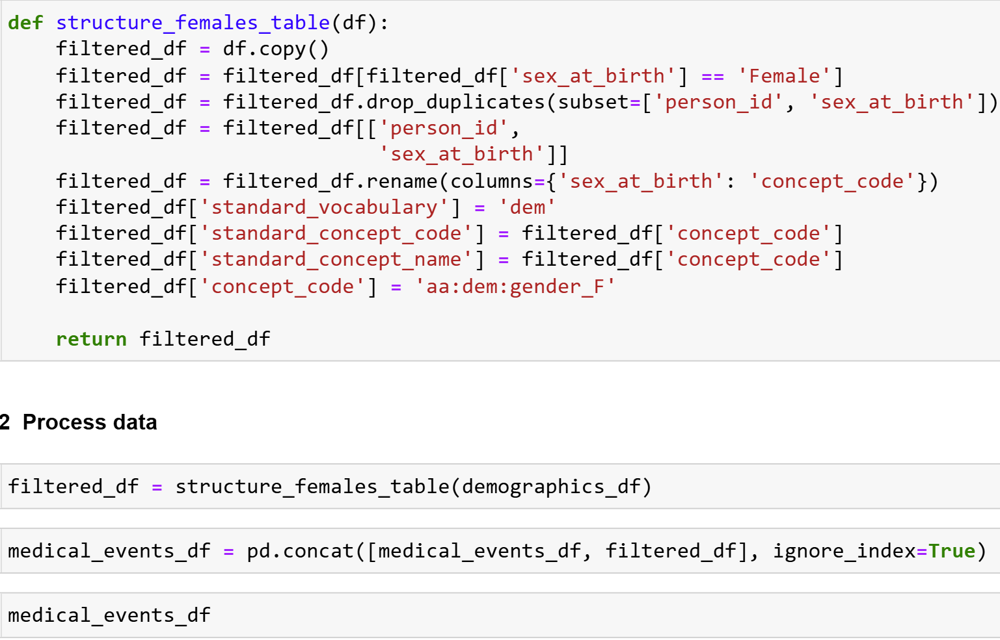 def structure_females_table(df):
    filtered_df = df.copy()
    filtered_df = filtered_df[filtered_df['sex_at_birth'] == 'Female']
    filtered_df = filtered_df.drop_duplicates(subset=['person_id', 'sex_at_birth'])
    filtered_df = filtered_df[['person_id',
                               'sex_at_birth']]
    filtered_df = filtered_df.rename(columns={'sex_at_birth': 'concept_code'})
    filtered_df['standard_vocabulary'] = 'dem'
    filtered_df['standard_concept_code'] = filtered_df['concept_code']
    filtered_df['standard_concept_name'] = filtered_df['concept_code']
    filtered_df['concept_code'] = 'aa:dem:gender_F'
    return filtered_df
2 Process data
filtered_df = structure_females_table(demographics_df)
medical_events_df = pd.concat([medical_events_df, filtered_df], ignore_index=True)
medical_events_df